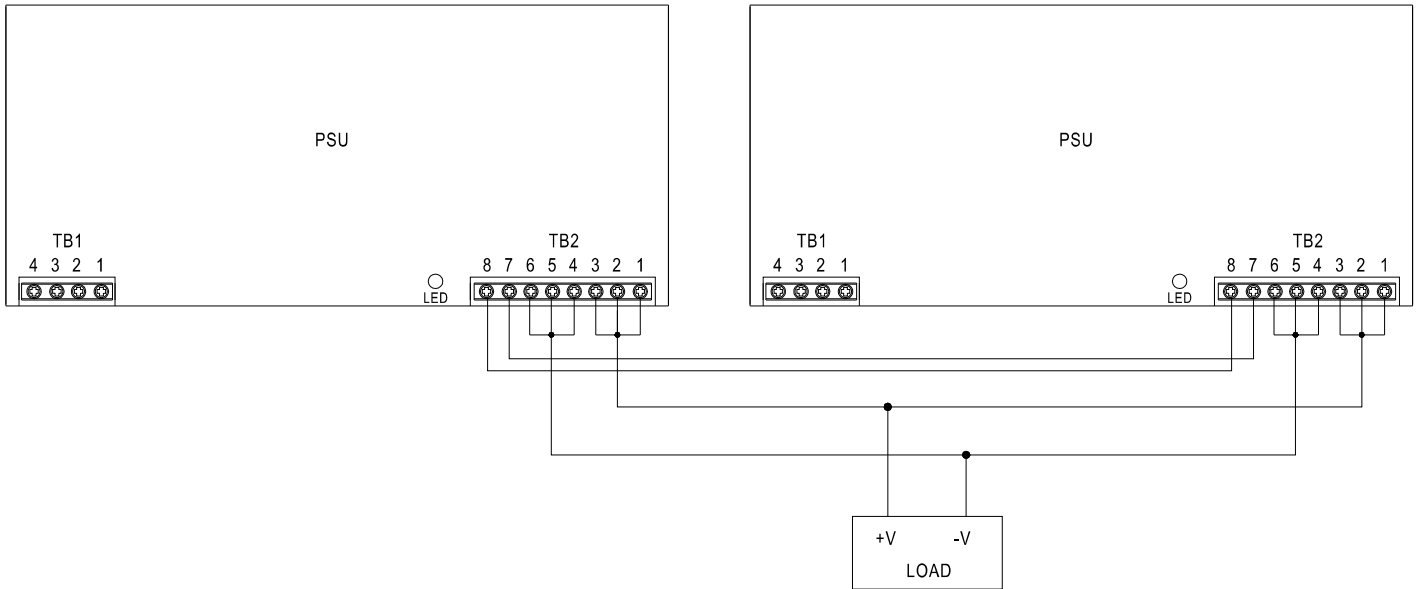 PSU PSU
TB1 TB2 TB1 TB2
4 3 2 1 8 7 6 5 4 3 2 1 4 3 2 1 8 7 6 5 4 3 2 1
LED LED
+V -V
LOAD